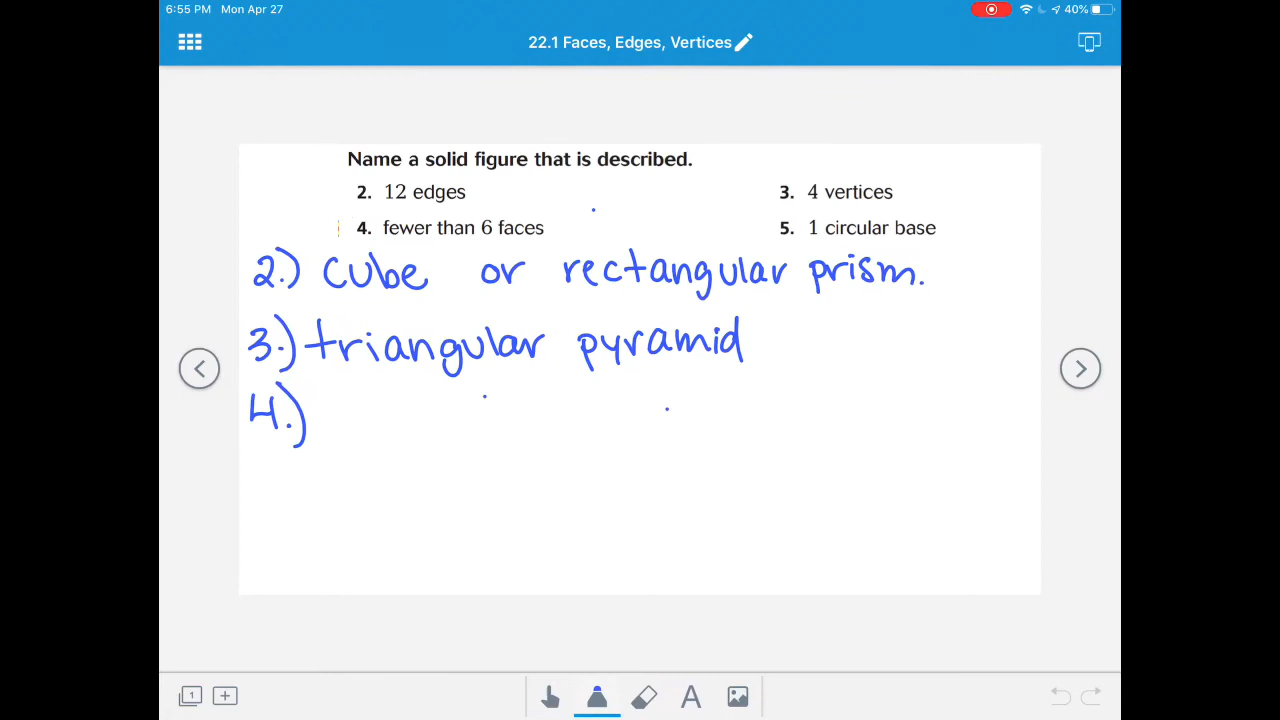 6:55 PM Mon Apr 27 40%
22.1 Faces, Edges, Vertices
Name a solid figure that is described.
2. 12 edges 3. 4 vertices
4. fewer than 6 faces 5. 1 circular base
2.) cube or rectangular prism.
3.) triangular pyramid
4.)
1 A